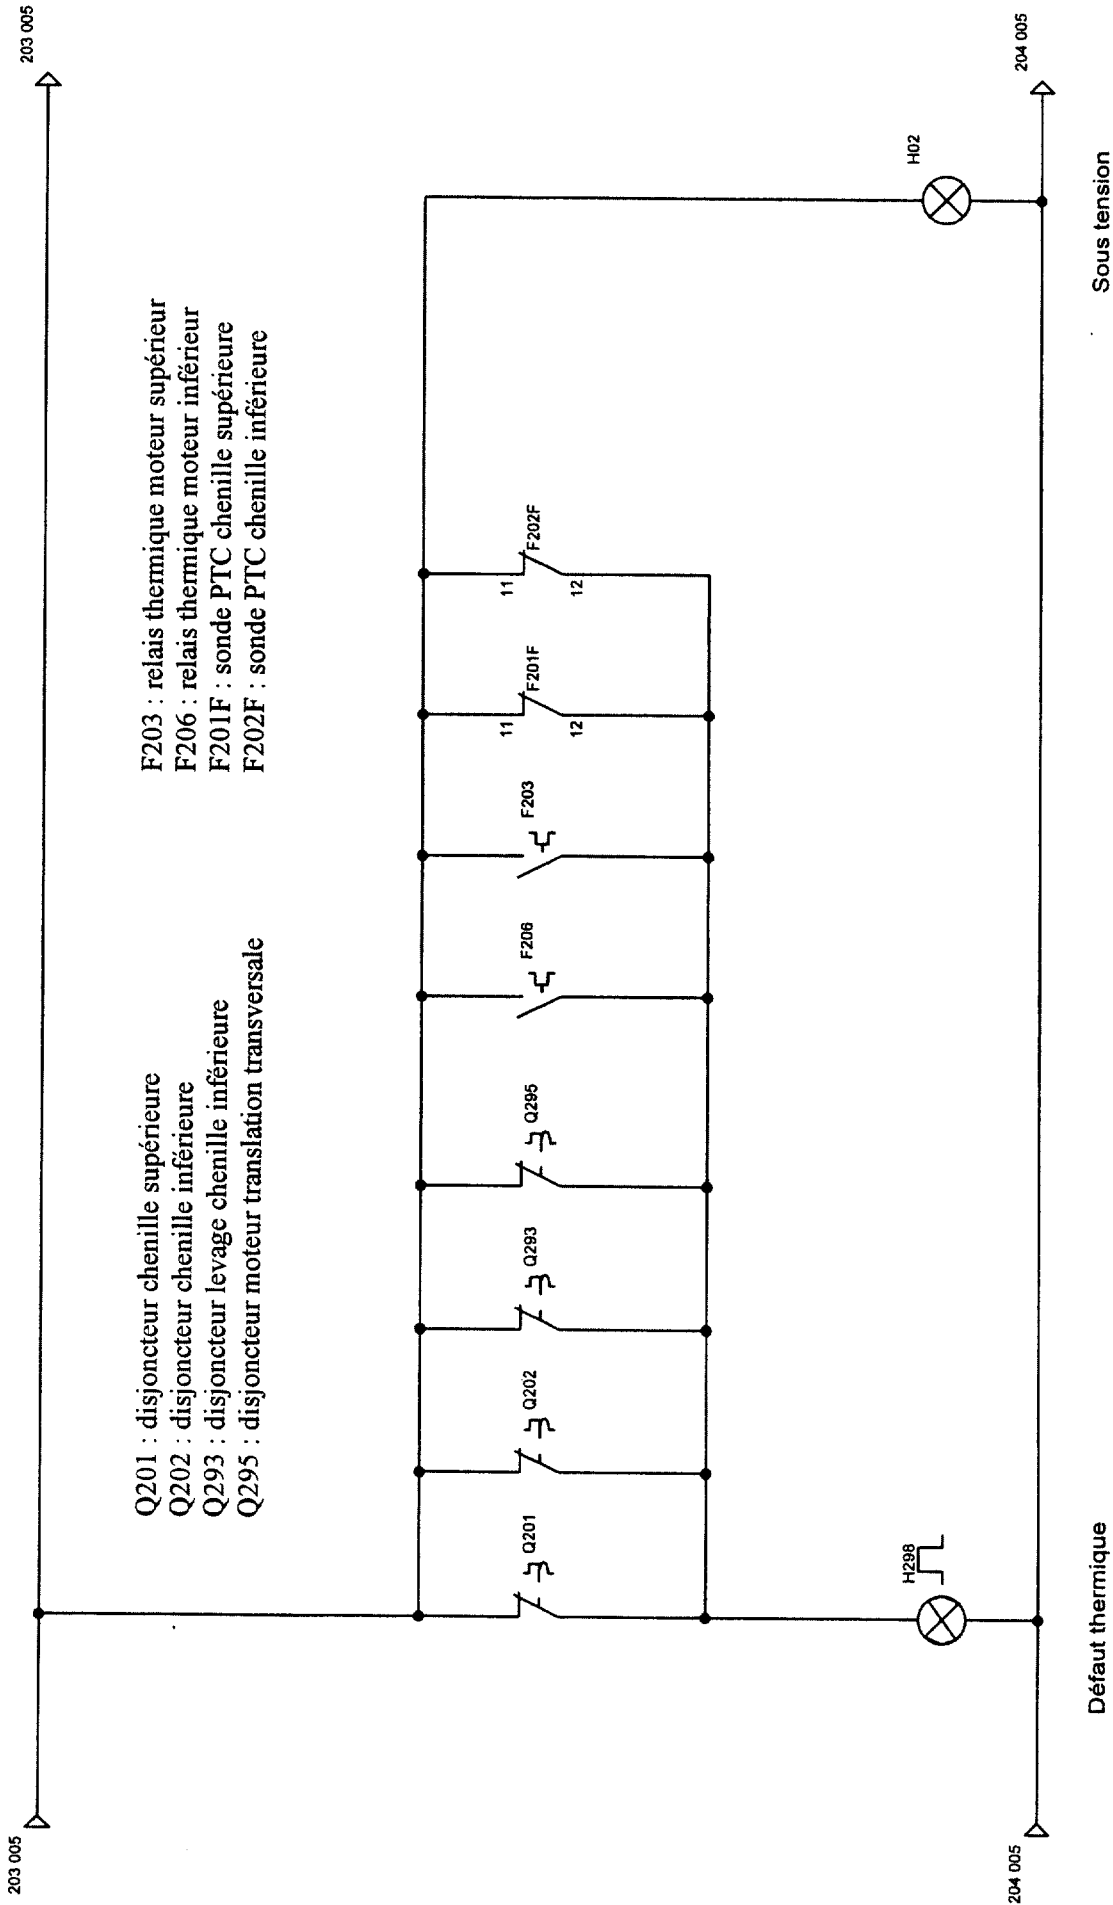 203 005
203 005
Q201 : disjoncteur chenille supérieure
Q202 : disjoncteur chenille inférieure
Q293 : disjoncteur levage chenille inférieure
Q295 : disjoncteur moteur translation transversale
F203 : relais thermique moteur supérieur
F206 : relais thermique moteur inférieur
F201F : sonde PTC chenille supérieure
F202F : sonde PTC chenille inférieure
Q201
Q202
Q293
Q295
F206
F203
11
F201F
12
11
F202F
12
H298
H02
204 005
204 005
Défaut thermique
Sous tension